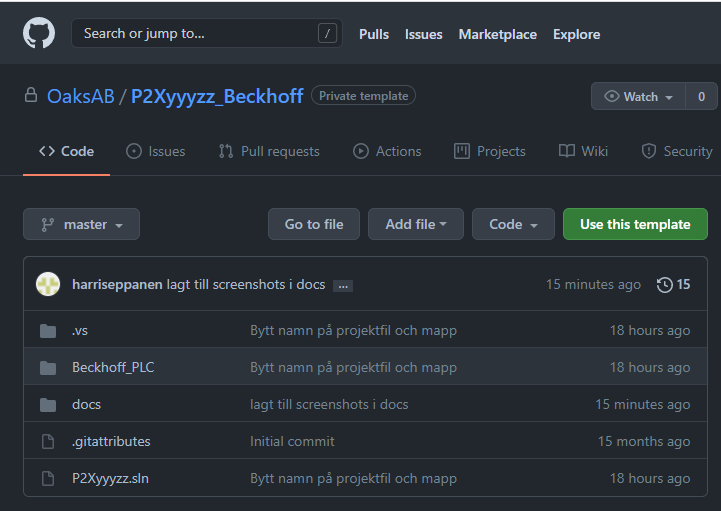 Search or jump to... / Pulls Issues Marketplace Explore
OaksAB / P2Xyyyzz_Beckhoff Private template Watch 0
Code Issues Pull requests Actions Projects Wiki Security
master Go to file Add file Code Use this template
harriseppanen lagt till screenshots i docs ... 15 minutes ago 15
.vs Bytt namn på projektfil och mapp 18 hours ago
Beckhoff_PLC Bytt namn på projektfil och mapp 18 hours ago
docs lagt till screenshots i docs 15 minutes ago
.gitattributes Initial commit 15 months ago
P2Xyyyzz.sln Bytt namn på projektfil och mapp 18 hours ago